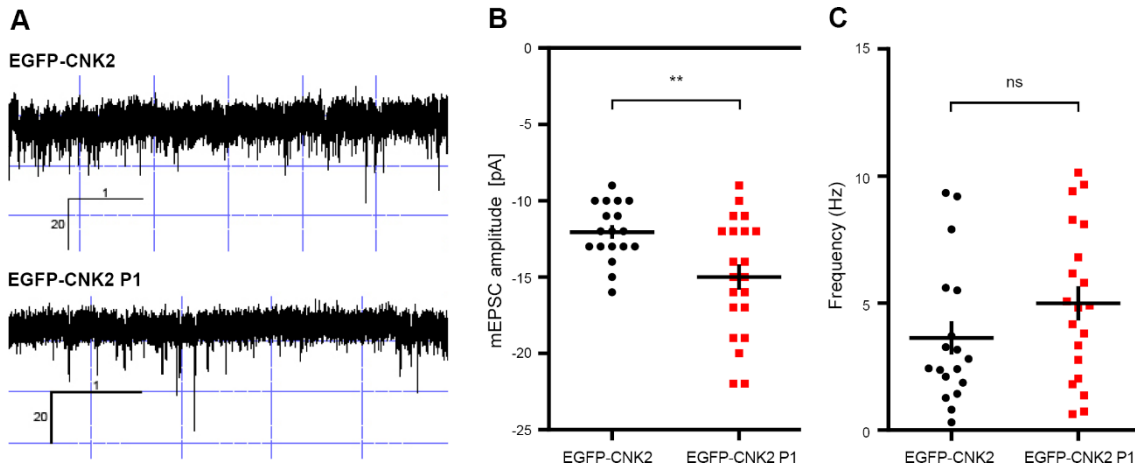 A
EGFP-CNK2
1
20
EGFP-CNK2 P1
1
20
B
0
-5
-10
-15
-20
-25
mEPSC amplitude [pA]
**
EGFP-CNK2 EGFP-CNK2 P1
C
15
10
5
0
Frequency (Hz)
ns
EGFP-CNK2 EGFP-CNK2 P1